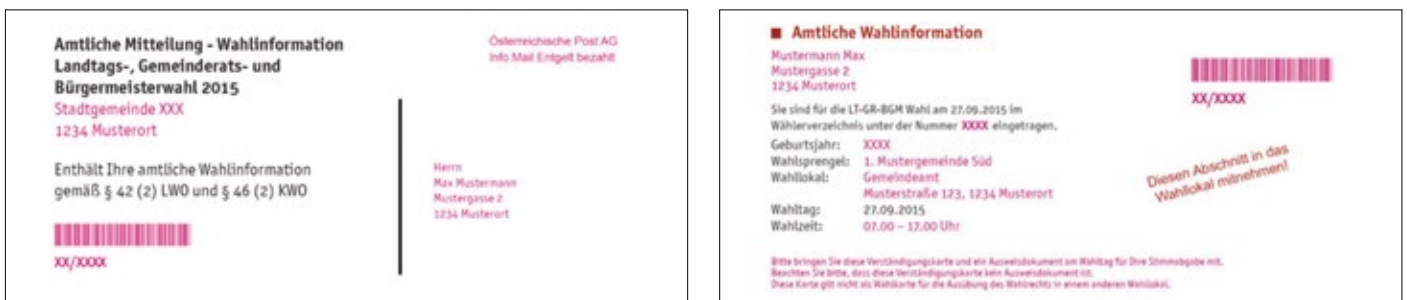 Amtliche Mitteilung - Wahlinformation
Landtags-, Gemeinderats- und
Bürgermeisterwahl 2015
Stadtgemeinde XXX
1234 Musterort
Enthält Ihre amtliche Wahlinformation
gemäß § 42 (2) LWO und § 46 (2) KWO
XX/XXXX
Österreichische Post AG
Info Mail Entgelt bezahlt
Herrn
Max Mustermann
Mustergasse 2
1234 Musterort
Amtliche Wahlinformation
Mustermann Max
Mustergasse 2
1234 Musterort
XX/XXXX
Sie sind für die LT-GR-BGM Wahl am 27.09.2015 im
Wählerverzeichnis unter der Nummer XXXX eingetragen.
Geburtsjahr: XXXX
Wahlsprengel: 1. Mustergemeinde Süd
Wahllokal: Gemeindeamt
Musterstraße 123, 1234 Musterort
Wahltag: 27.09.2015
Wahlzeit: 07.00 – 17.00 Uhr
Diesen Abschnitt in das
Wahllokal mitnehmen!
Bitte bringen Sie diese Verständigungskarte und ein Ausweisdokument am Wahltag für Ihre Stimmabgabe mit.
Beachten Sie bitte, dass diese Verständigungskarte kein Ausweisdokument ist.
Diese Karte gilt nicht als Wahlkarte für die Ausübung des Wahlrechts in einem anderen Wahllokal.